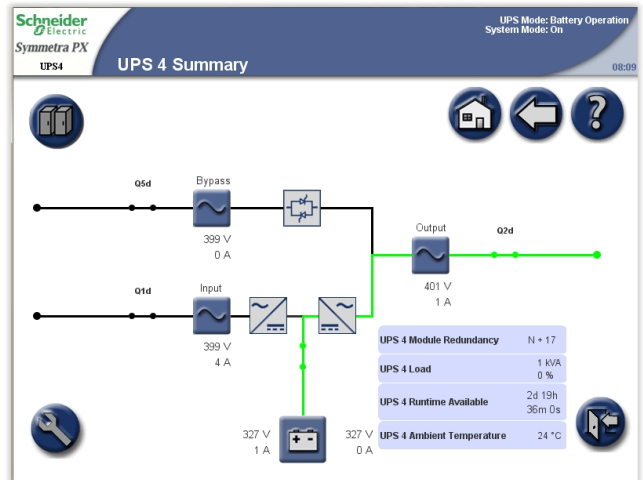 Schneider
Electric
Symmetra PX
UPS4
UPS 4 Summary
UPS Mode: Battery Operation
System Mode: On
08:09
Q5d
Bypass
399 V
0 A
Output
Q2d
401 V
1 A
Q1d
Input
399 V
4 A
UPS 4 Module Redundancy N + 17
UPS 4 Load 1 kVA
0 %
UPS 4 Runtime Available 2d 19h
36m 0s
UPS 4 Ambient Temperature 24 °C
327 V
1 A
327 V
0 A